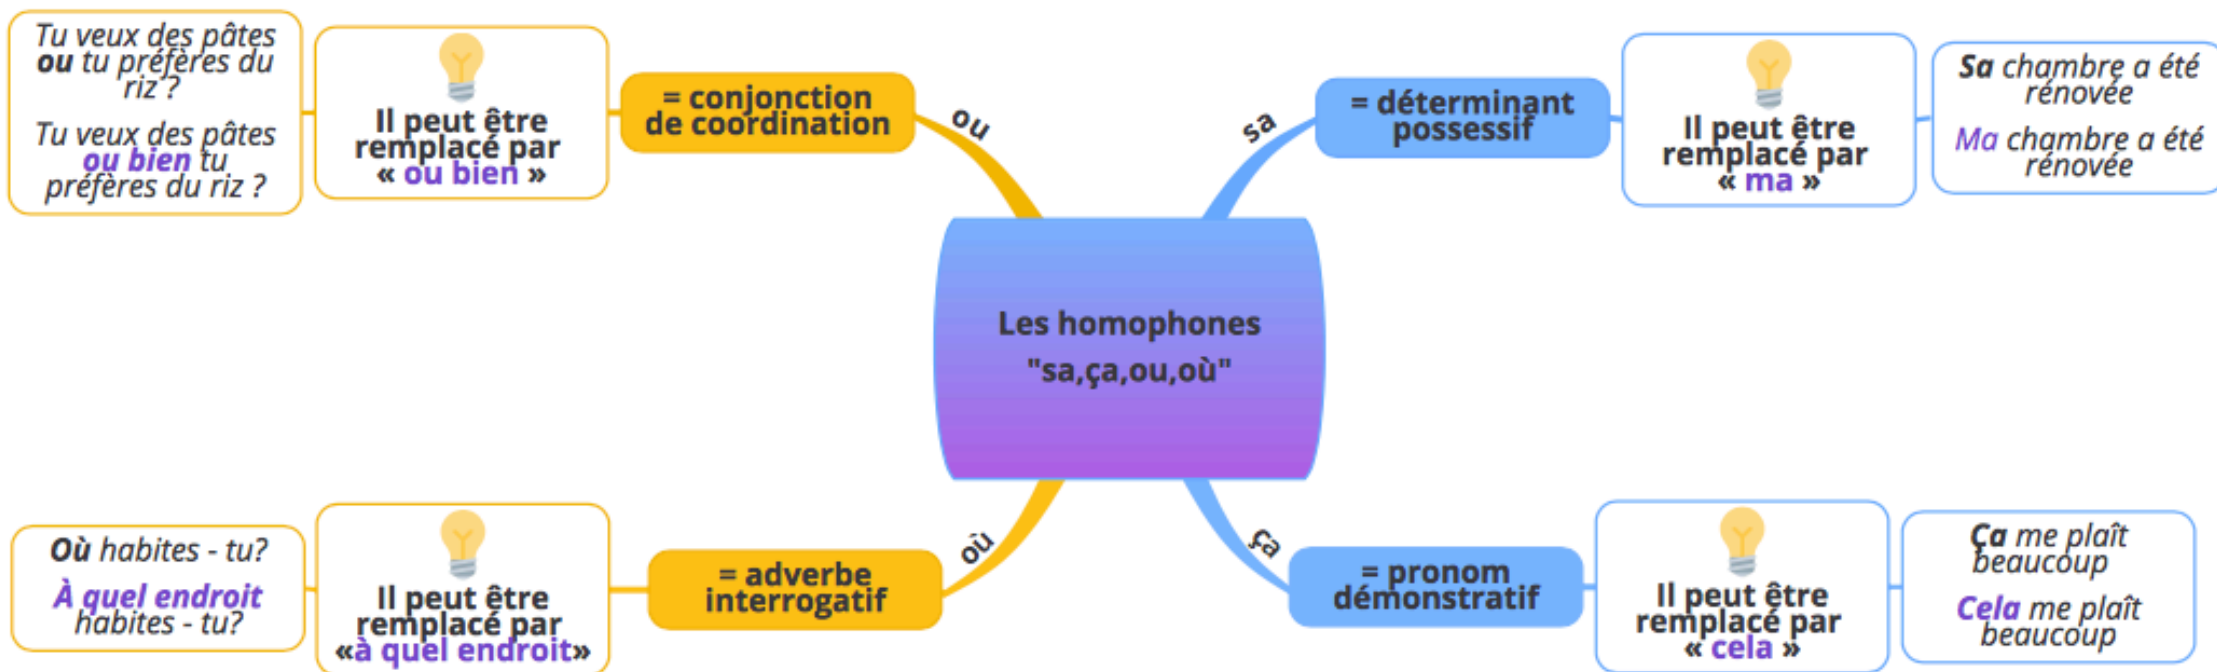 Les homophones
"sa,ça,ou,où"
ou
= conjonction
de coordination
Il peut être
remplacé par
« ou bien »
Tu veux des pâtes
ou tu préfères du
riz ?
Tu veux des pâtes
ou bien tu
préfères du riz ?
sa
= déterminant
possessif
Il peut être
remplacé par
« ma »
Sa chambre a été
rénovée
Ma chambre a été
rénovée
où
= adverbe
interrogatif
Il peut être
remplacé par
«à quel endroit»
Où habites - tu?
À quel endroit
habites - tu?
ça
= pronom
démonstratif
Il peut être
remplacé par
« cela »
Ça me plaît
beaucoup
Cela me plaît
beaucoup